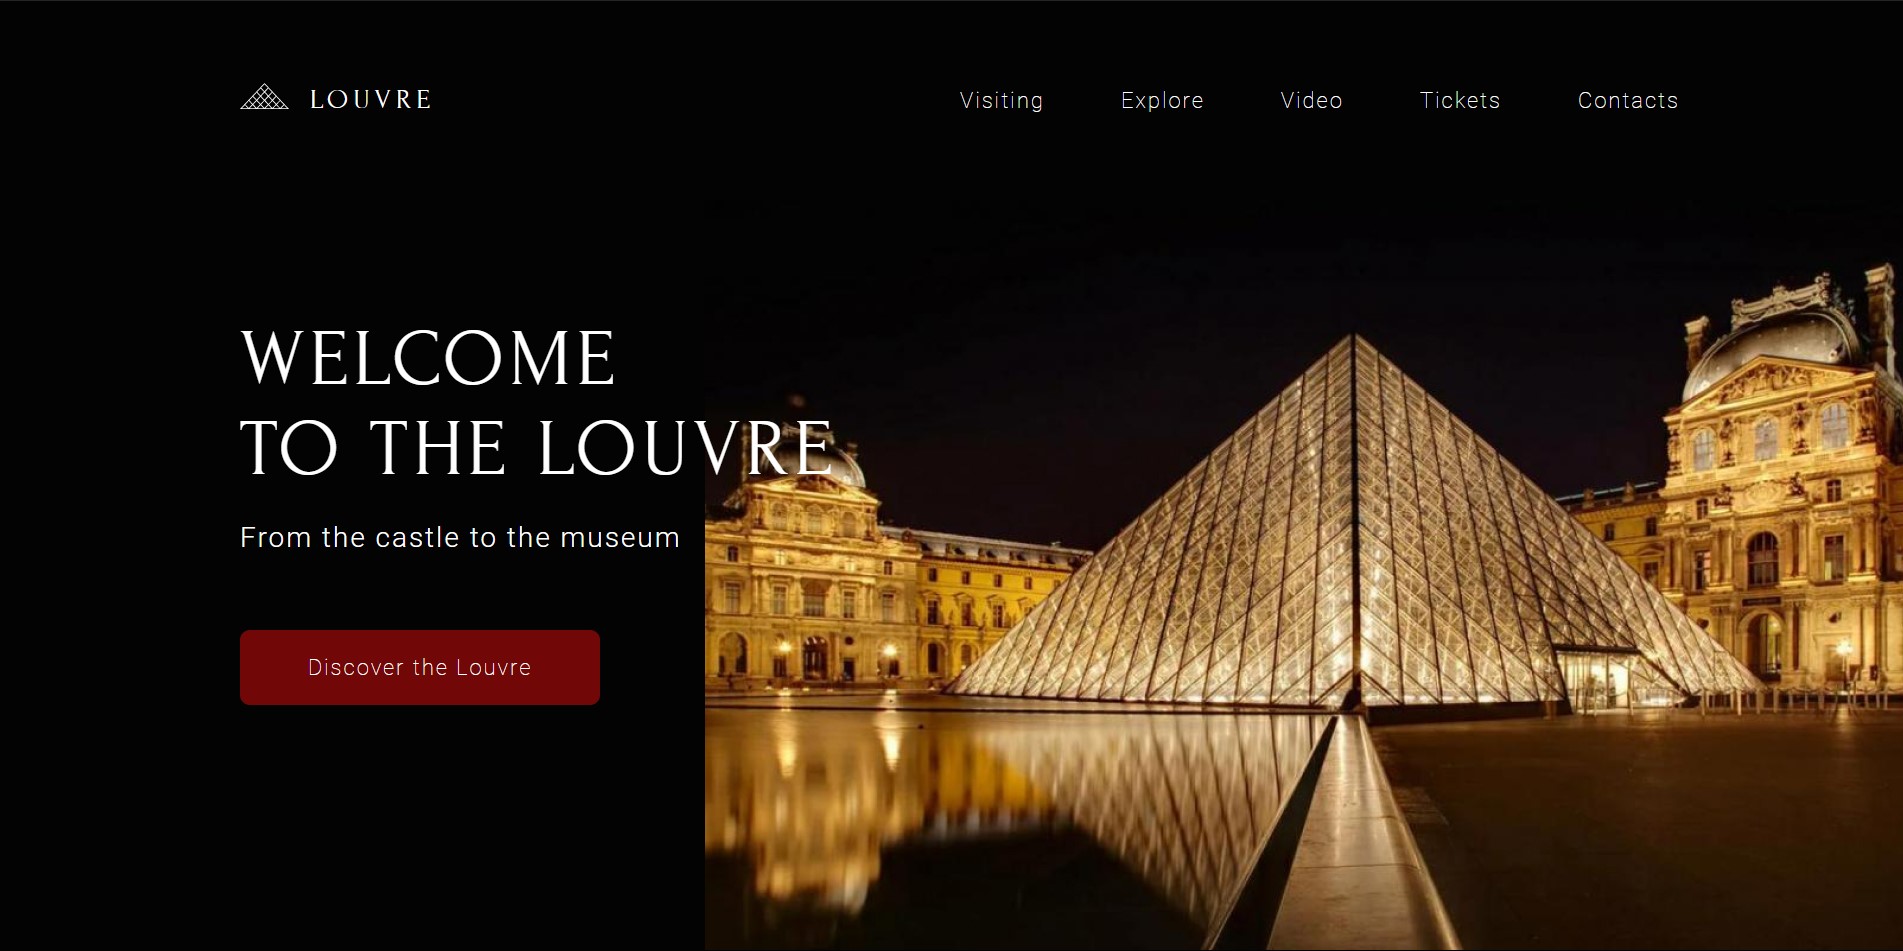 LOUVRE
Visiting Explore Video Tickets Contacts
WELCOME
TO THE LOUVRE
From the castle to the museum
Discover the Louvre